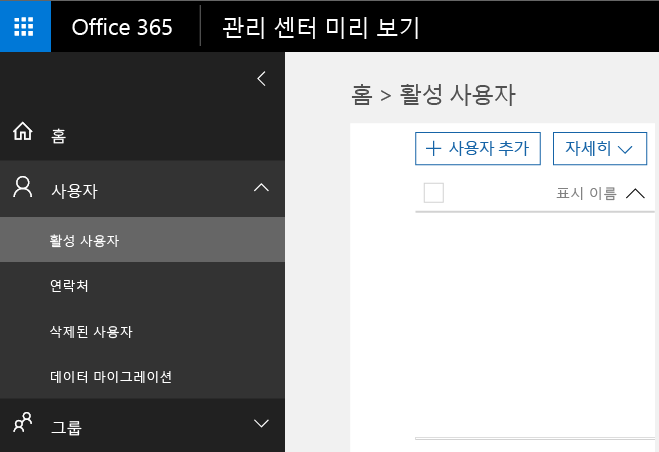 Office 365 관리 센터 미리 보기
홈 > 활성 사용자
홈
사용자
활성 사용자
연락처
삭제된 사용자
데이터 마이그레이션
그룹
+ 사용자 추가 자세히
표시 이름